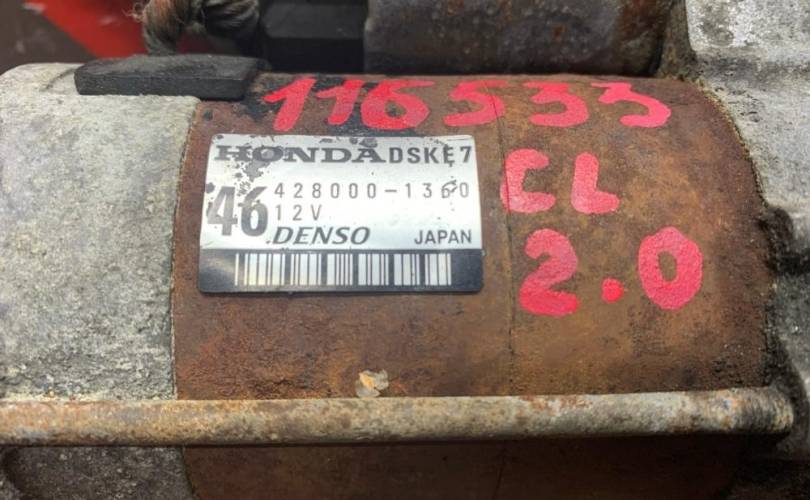 116533
HONDA DSKE7
46 428000-1360
12V
DENSO JAPAN
CL
2.0